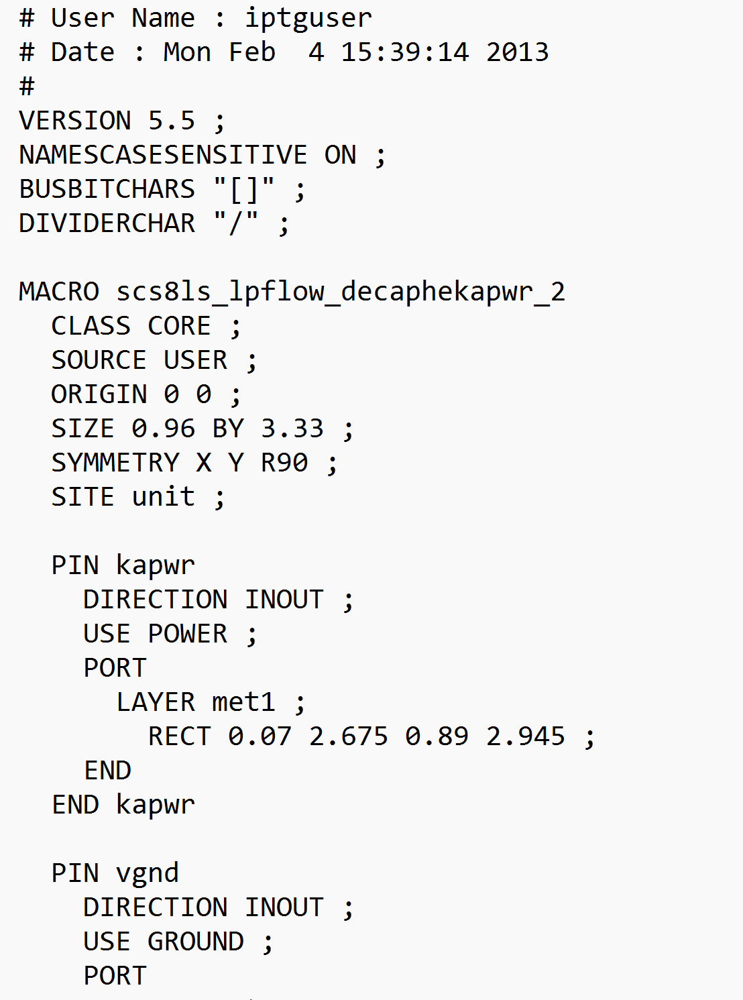 # User Name : iptguser
# Date : Mon Feb  4 15:39:14 2013
#
VERSION 5.5 ;
NAMESCASESENSITIVE ON ;
BUSBITCHARS "[]" ;
DIVIDERCHAR "/" ;

MACRO scs8ls_lpflow_decaphekapwr_2
  CLASS CORE ;
  SOURCE USER ;
  ORIGIN 0 0 ;
  SIZE 0.96 BY 3.33 ;
  SYMMETRY X Y R90 ;
  SITE unit ;

  PIN kapwr
    DIRECTION INOUT ;
    USE POWER ;
    PORT
      LAYER met1 ;
        RECT 0.07 2.675 0.89 2.945 ;
    END
  END kapwr

  PIN vgnd
    DIRECTION INOUT ;
    USE GROUND ;
    PORT